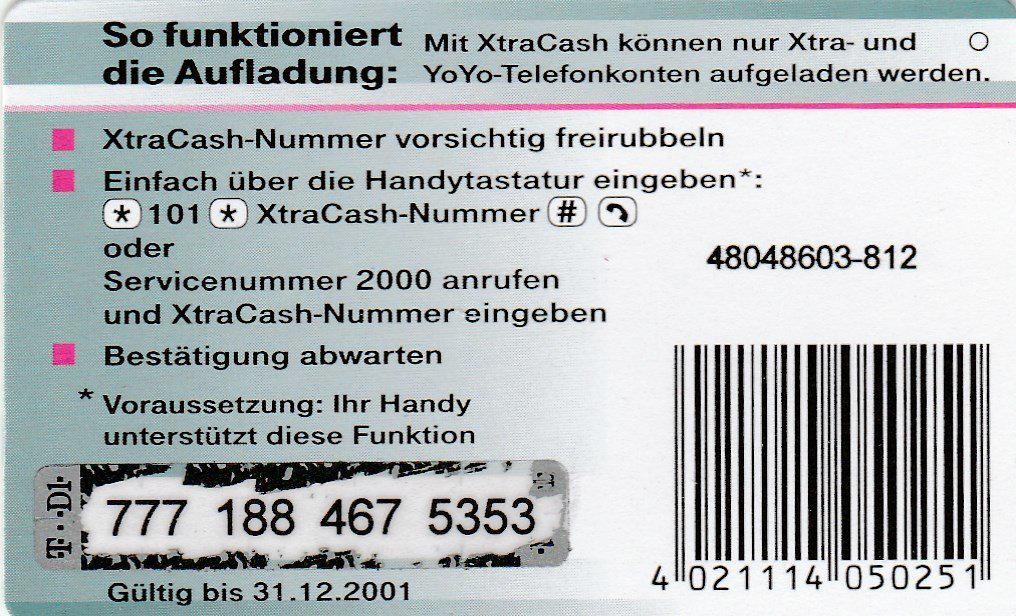 So funktioniert
die Aufladung:
Mit XtraCash können nur Xtra- und
YoYo-Telefonkonten aufgeladen werden.
XtraCash-Nummer vorsichtig freirubbeln
Einfach über die Handytastatur eingeben*:
* 101 * XtraCash-Nummer #
oder
Servicenummer 2000 anrufen
und XtraCash-Nummer eingeben
48048603-812
Bestätigung abwarten
* Voraussetzung: Ihr Handy
unterstützt diese Funktion
T··D1·
777 188 467 5353
Gültig bis 31.12.2001
4 021114 050251